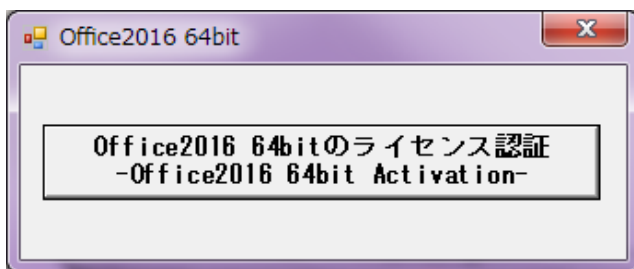 Office2016 64bit
Office2016 64bitのライセンス認証
-Office2016 64bit Activation-